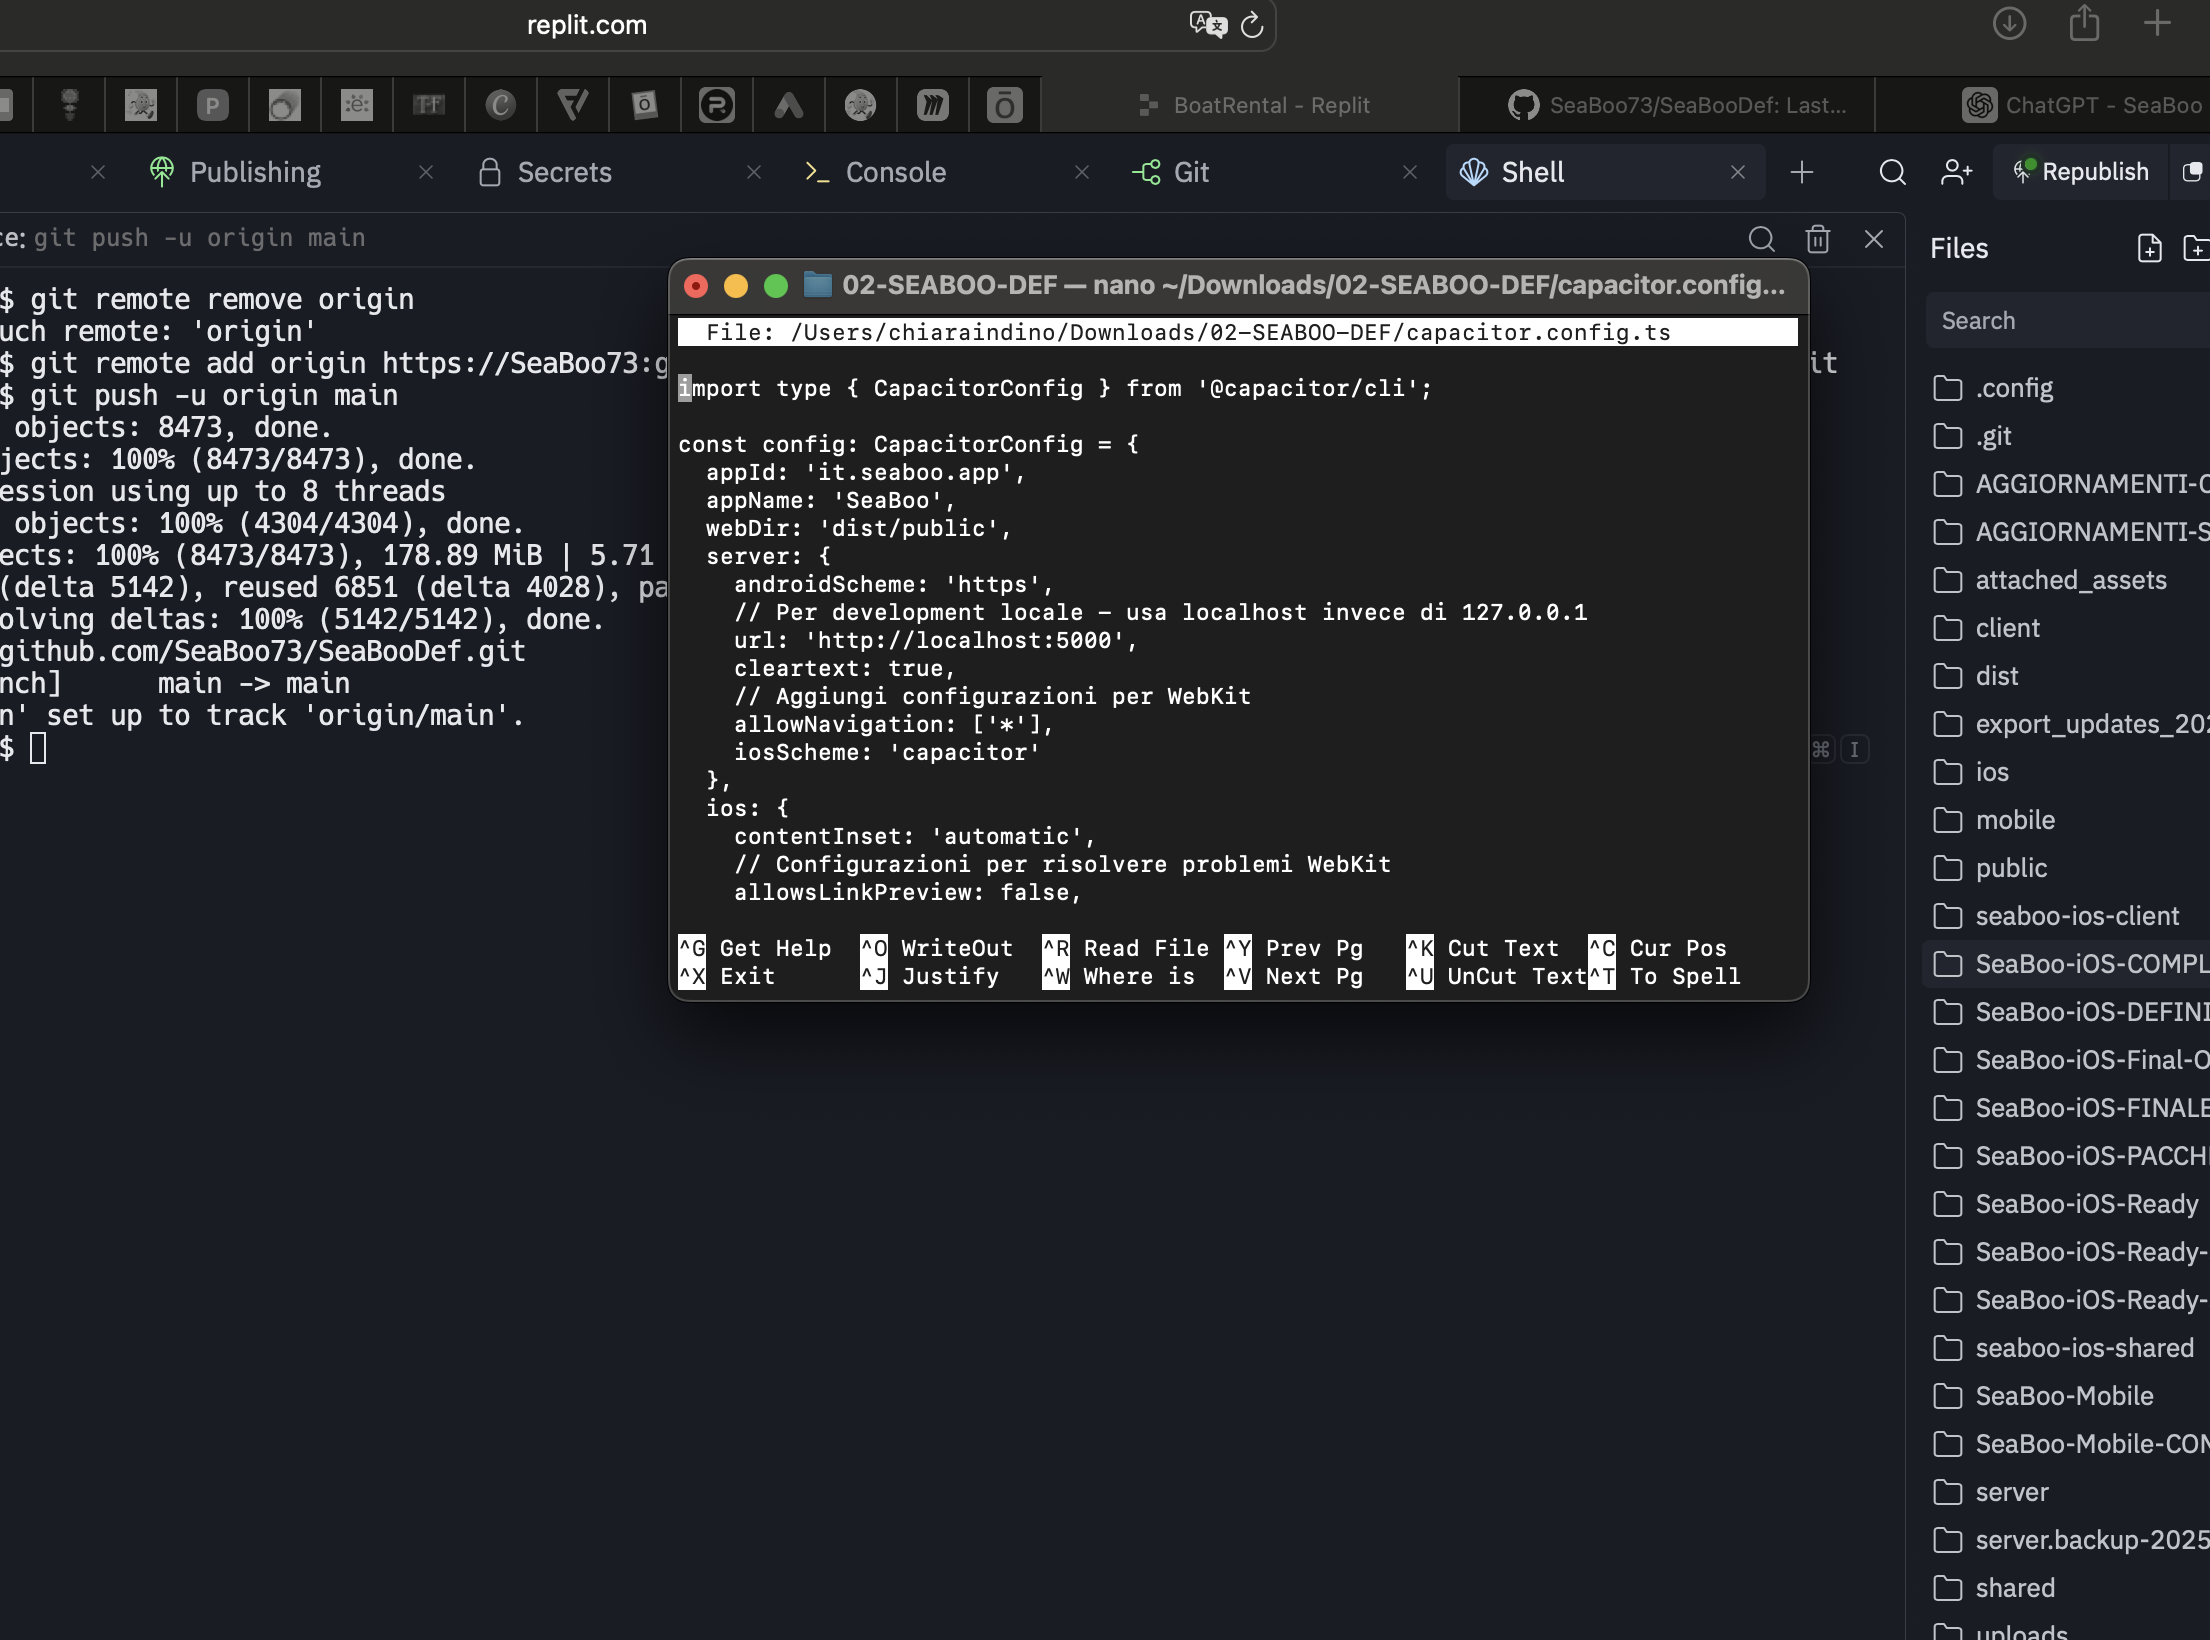 replit.com
BoatRental - Replit
SeaBoo73/SeaBooDef: Last...
ChatGPT - SeaBoo
Publishing
Secrets
Console
Git
Shell
Republish
git push -u origin main
$ git remote remove origin
uch remote: 'origin'
$ git remote add origin https://SeaBoo73:g
it
$ git push -u origin main
objects: 8473, done.
jects: 100% (8473/8473), done.
ession using up to 8 threads
objects: 100% (4304/4304), done.
ects: 100% (8473/8473), 178.89 MiB | 5.71
(delta 5142), reused 6851 (delta 4028), pa
olving deltas: 100% (5142/5142), done.
github.com/SeaBoo73/SeaBooDef.git
nch]      main -> main
n' set up to track 'origin/main'.
$
⌘ I
02-SEABOO-DEF — nano ~/Downloads/02-SEABOO-DEF/capacitor.config...
File: /Users/chiaraindino/Downloads/02-SEABOO-DEF/capacitor.config.ts
import type { CapacitorConfig } from '@capacitor/cli';
const config: CapacitorConfig = {
appId: 'it.seaboo.app',
appName: 'SeaBoo',
webDir: 'dist/public',
server: {
androidScheme: 'https',
// Per development locale - usa localhost invece di 127.0.0.1
url: 'http://localhost:5000',
cleartext: true,
// Aggiungi configurazioni per WebKit
allowNavigation: ['*'],
iosScheme: 'capacitor'
},
ios: {
contentInset: 'automatic',
// Configurazioni per risolvere problemi WebKit
allowsLinkPreview: false,
^G Get Help ^O WriteOut ^R Read File ^Y Prev Pg ^K Cut Text ^C Cur Pos
^X Exit ^J Justify ^W Where is ^V Next Pg ^U UnCut Text ^T To Spell
Files
Search
.config
.git
AGGIORNAMENTI-C
AGGIORNAMENTI-S
attached_assets
client
dist
export_updates_202
ios
mobile
public
seaboo-ios-client
SeaBoo-iOS-COMPL
SeaBoo-iOS-DEFINI
SeaBoo-iOS-Final-O
SeaBoo-iOS-FINALE
SeaBoo-iOS-PACCHI
SeaBoo-iOS-Ready
SeaBoo-iOS-Ready-
SeaBoo-iOS-Ready-
seaboo-ios-shared
SeaBoo-Mobile
SeaBoo-Mobile-CON
server
server.backup-2025
shared
uploads